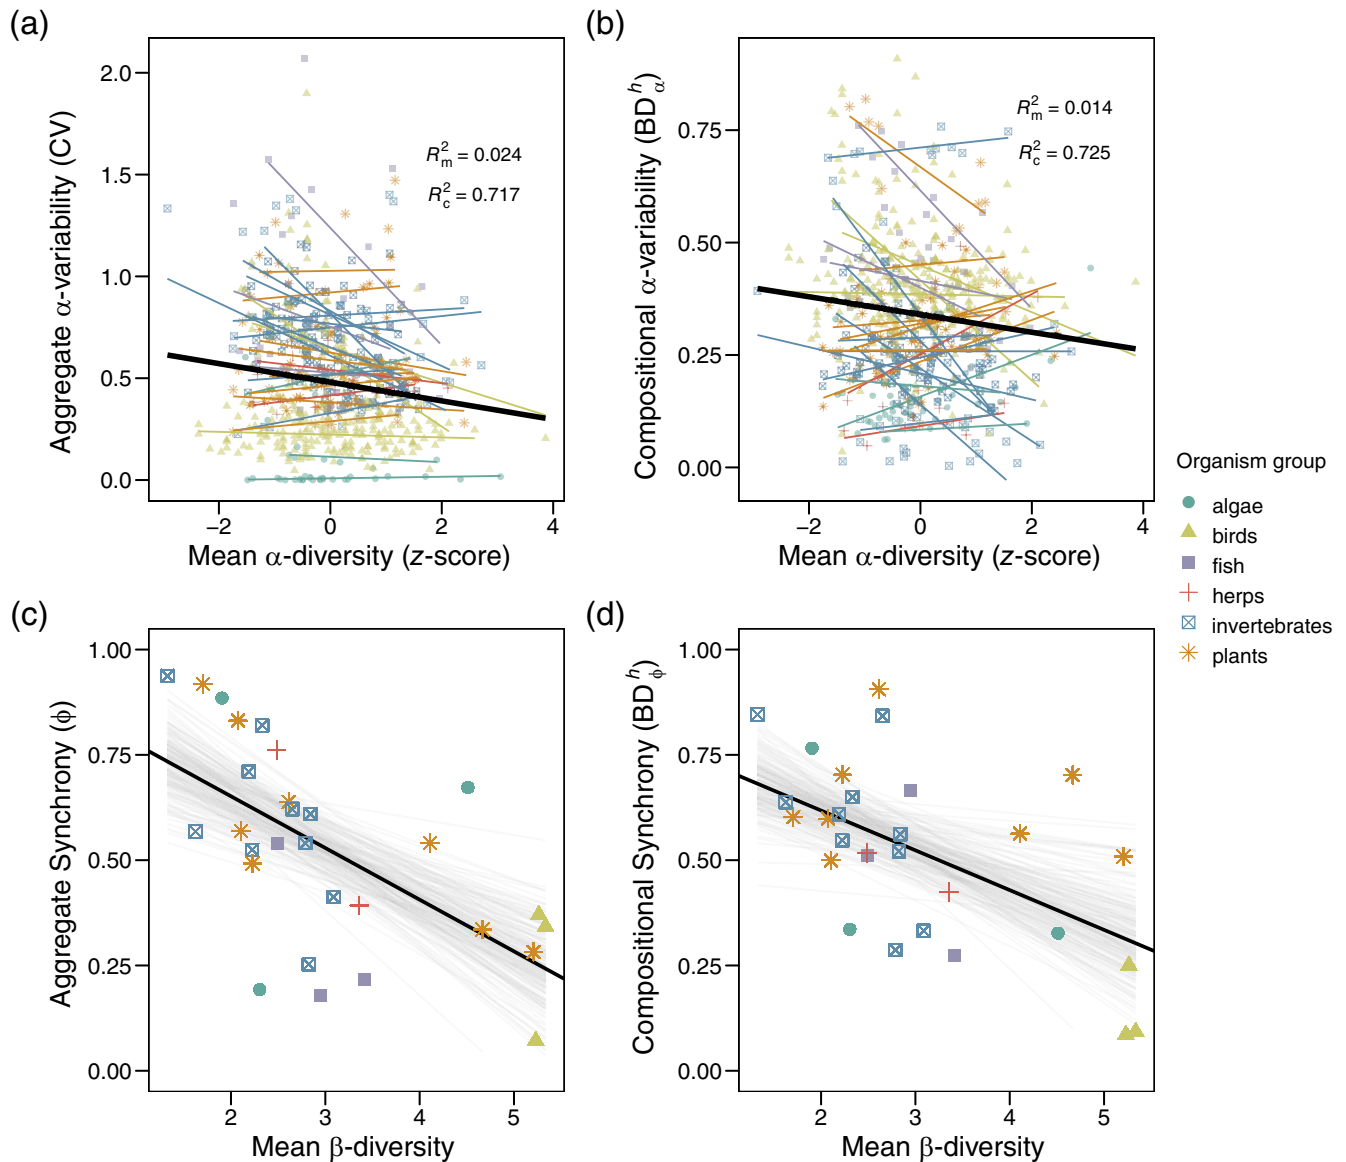 (a)
Aggregate α-variability (CV)
2.0
1.5
1.0
0.5
0.0
R²m = 0.024
R²c = 0.717
−2 0 2 4
Mean α-diversity (z-score)
(b)
Compositional α-variability (BDhα)
0.75
0.50
0.25
0.00
R²m = 0.014
R²c = 0.725
−2 0 2 4
Mean α-diversity (z-score)
Organism group
algae
birds
fish
herps
invertebrates
plants
(c)
Aggregate Synchrony (ϕ)
1.00
0.75
0.50
0.25
0.00
2 3 4 5
Mean β-diversity
(d)
Compositional Synchrony (BDhϕ)
1.00
0.75
0.50
0.25
0.00
2 3 4 5
Mean β-diversity